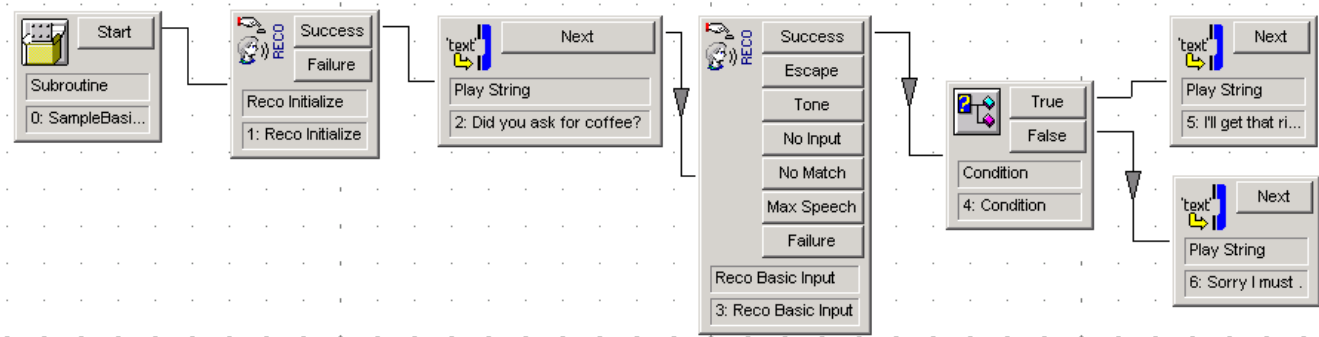 Start
Subroutine
0: SampleBasi...
RECO
Success
Failure
Reco Initialize
1: Reco Initialize
'text'
Next
Play String
2: Did you ask for coffee?
RECO
Success
Escape
Tone
No Input
No Match
Max Speech
Failure
Reco Basic Input
3: Reco Basic Input
?
True
False
Condition
4: Condition
'text'
Next
Play String
5: I'll get that ri...
'text'
Next
Play String
6: Sorry I must .